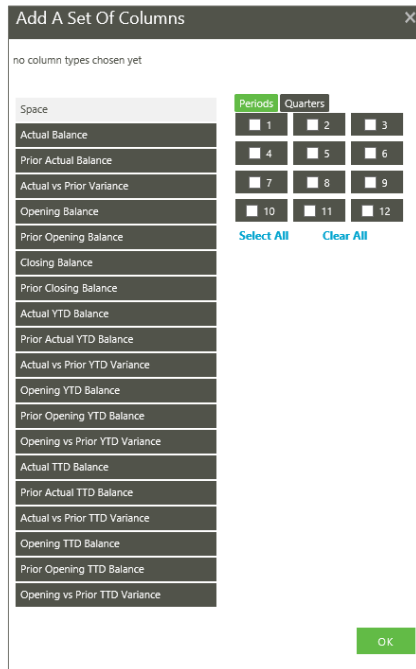 Add A Set Of Columns
×
no column types chosen yet
Space
Actual Balance
Prior Actual Balance
Actual vs Prior Variance
Opening Balance
Prior Opening Balance
Closing Balance
Prior Closing Balance
Actual YTD Balance
Prior Actual YTD Balance
Actual vs Prior YTD Variance
Opening YTD Balance
Prior Opening YTD Balance
Opening vs Prior YTD Variance
Actual TTD Balance
Prior Actual TTD Balance
Actual vs Prior TTD Variance
Opening TTD Balance
Prior Opening TTD Balance
Opening vs Prior TTD Variance
Periods Quarters
1 2 3
4 5 6
7 8 9
10 11 12
Select All Clear All
OK